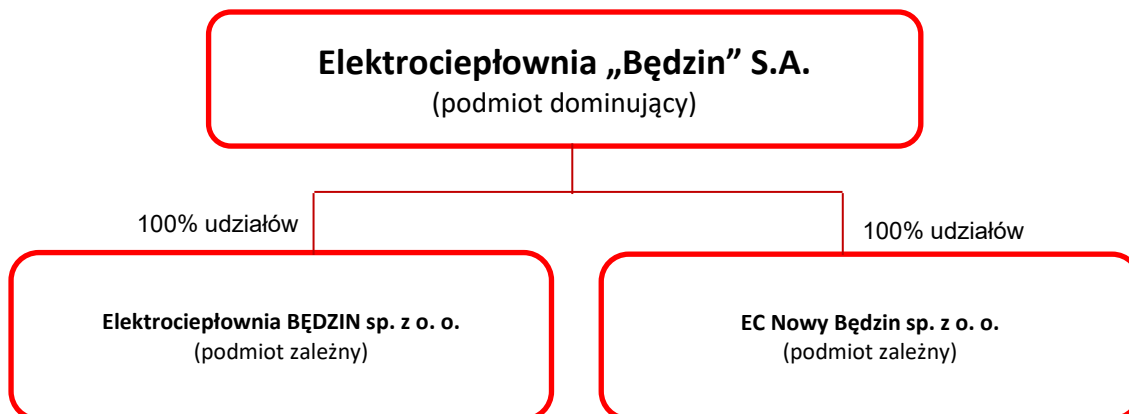 Elektrociepłownia „Będzin” S.A.
(podmiot dominujący)
100% udziałów
100% udziałów
Elektrociepłownia BĘDZIN sp. z o. o.
(podmiot zależny)
EC Nowy Będzin sp. z o. o.
(podmiot zależny)